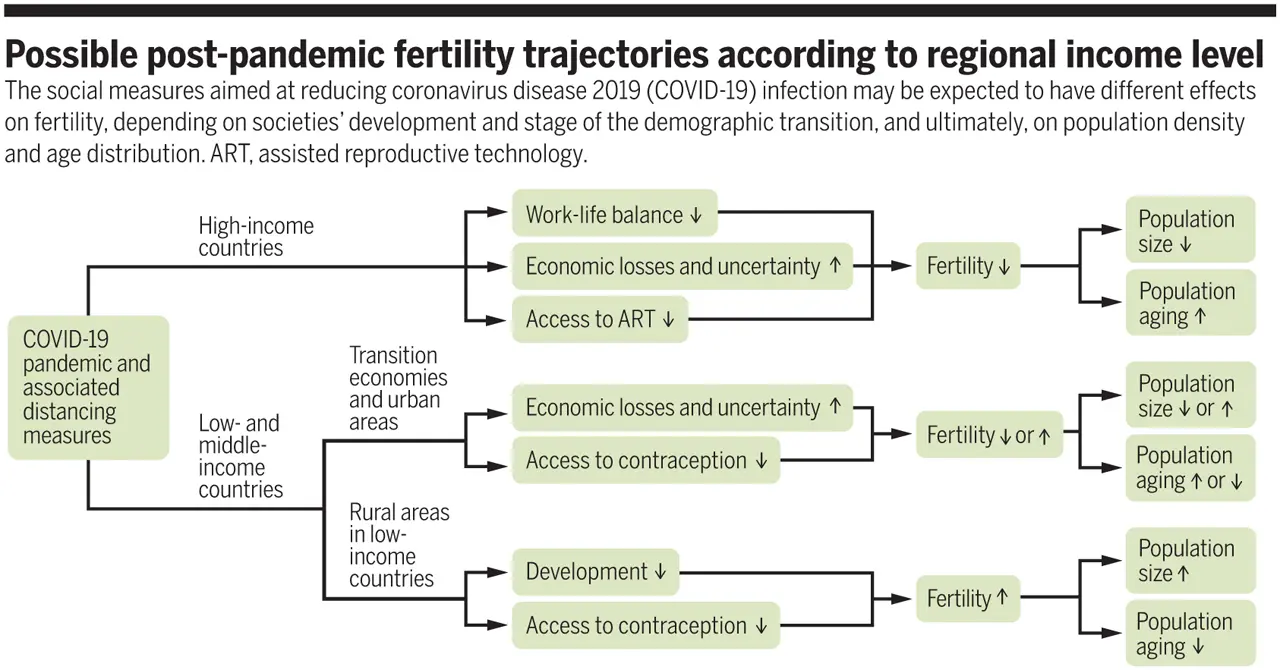 Possible post-pandemic fertility trajectories according to regional income level
The social measures aimed at reducing coronavirus disease 2019 (COVID-19) infection may be expected to have different effects
on fertility, depending on societies’ development and stage of the demographic transition, and ultimately, on population density
and age distribution. ART, assisted reproductive technology.
COVID-19
pandemic and
associated
distancing
measures
High-income
countries
Work-life balance ↓
Economic losses and uncertainty ↑
Access to ART ↓
Fertility ↓
Population
size ↓
Population
aging ↑
Low- and
middle-
income
countries
Transition
economies
and urban
areas
Economic losses and uncertainty ↑
Access to contraception ↓
Fertility ↓ or ↑
Population
size ↓ or ↑
Population
aging ↑ or ↓
Rural areas
in low-
income
countries
Development ↓
Access to contraception ↓
Fertility ↑
Population
size ↑
Population
aging ↓